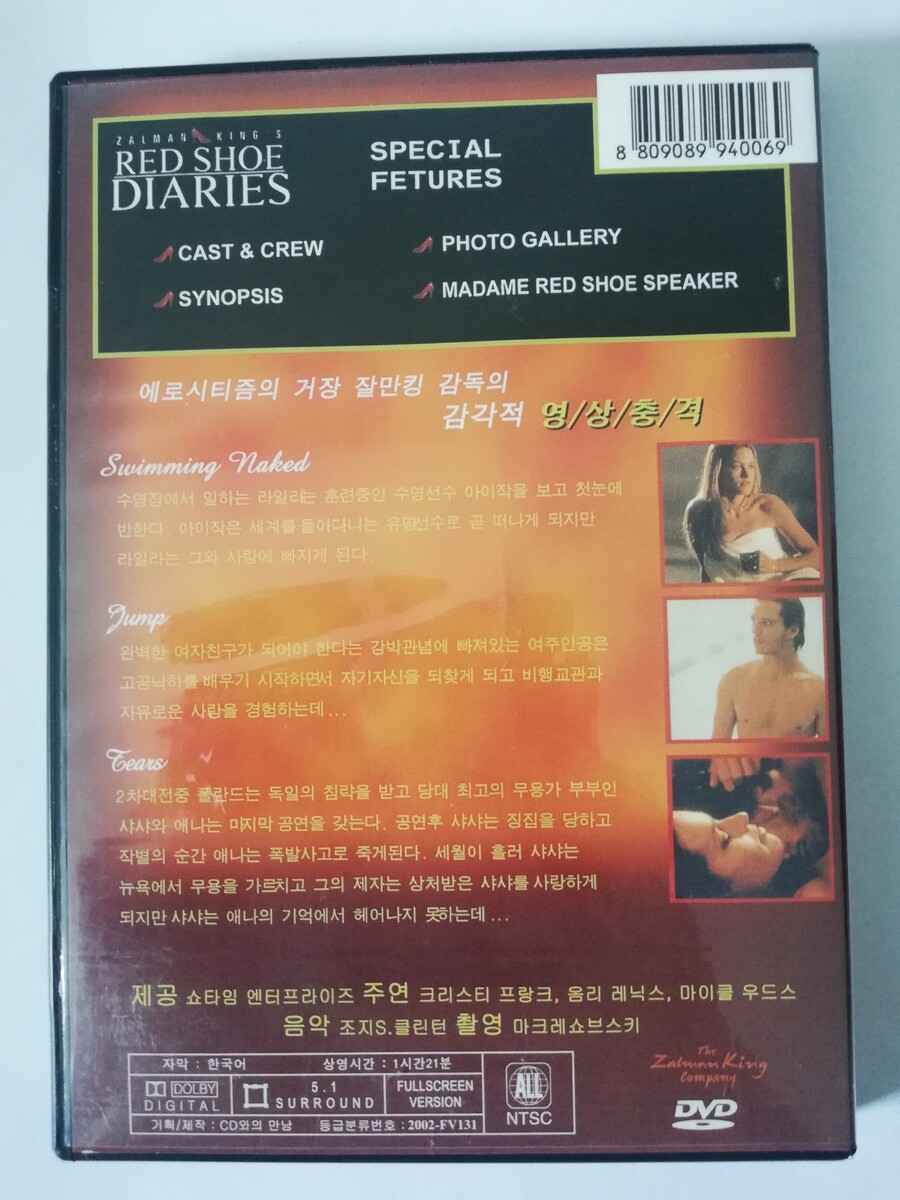 8 809089 940069
ZALMAN KING'S
RED SHOE
DIARIES
SPECIAL
FETURES
CAST & CREW
PHOTO GALLERY
SYNOPSIS
MADAME RED SHOE SPEAKER
에로시티즘의 거장 잘만킹 감독의
감각적 영/상/충/격
Swimming Naked
수영장에서 일하는 라일라는 훈련중인 수영선수 아이작을 보고 첫눈에
반한다. 아이작은 세계를 돌아다니는 유명선수로 곧 떠나게 되지만
라일라는 그와 사랑에 빠지게 된다.
Jump
완벽한 여자친구가 되어야 한다는 강박관념에 빠져있는 여주인공은
고공낙하를 배우기 시작하면서 자기자신을 되찾게 되고 비행교관과
자유로운 사랑을 경험하는데...
Tears
2차대전중 폴란드는 독일의 침략을 받고 당대 최고의 무용가 부부인
샤샤와 애나는 마지막 공연을 갖는다. 공연후 샤샤는 징집을 당하고
작별의 순간 애나는 폭발사고로 죽게된다. 세월이 흘러 샤샤는
뉴욕에서 무용을 가르치고 그의 제자는 상처받은 샤샤를 사랑하게
되지만 샤샤는 애나의 기억에서 헤어나지 못하는데...
제공 쇼타임 엔터프라이즈 주연 크리스티 프랑크, 옴리 레닉스, 마이클 우드스
음악 조지S.클린턴 촬영 마크레쇼브스키
자막 : 한국어 상영시간 : 1시간21분
DOLBY
DIGITAL
5.1
SURROUND
FULLSCREEN
VERSION
기획/제작 : CD와의 만남 등급분류번호 : 2002-FV131
ALL
NTSC
The
Zalman King
Company
DVD